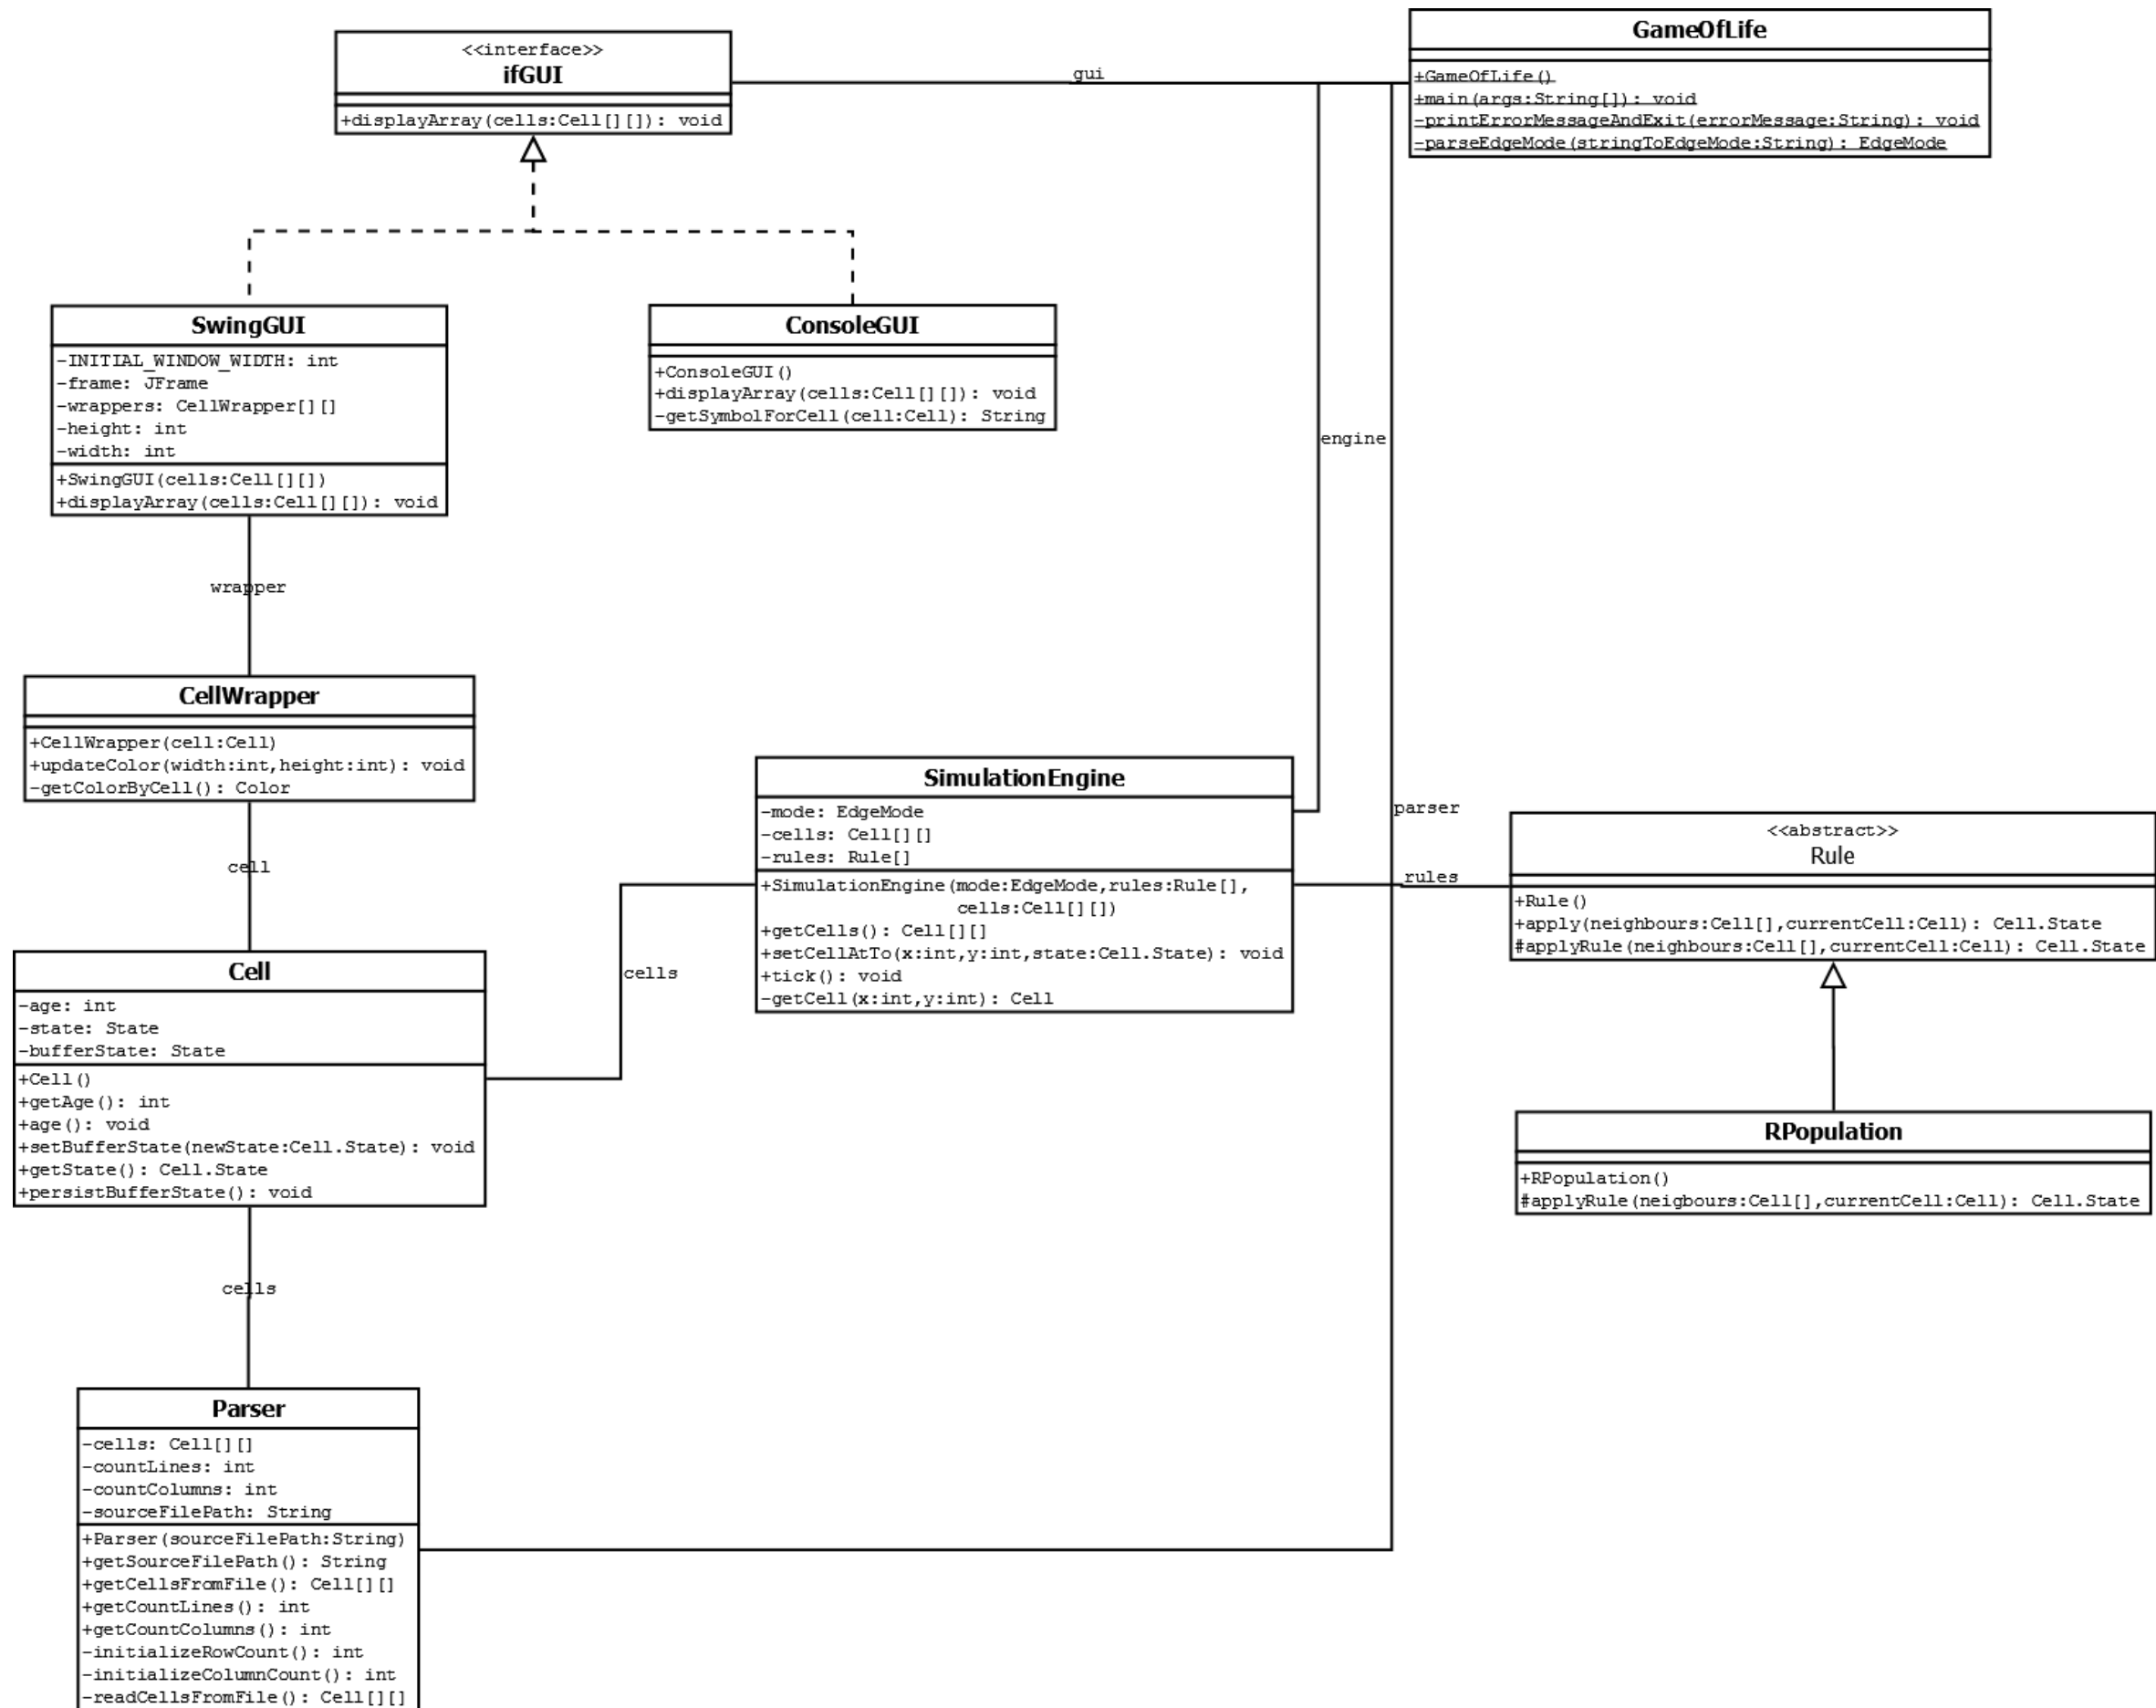 <<interface>>
ifGUI
+displayArray(cells:Cell[][]): void
gui
GameOfLife
+GameOfLife()
+main(args:String[]): void
-printErrorMessageAndExit(errorMessage:String): void
-parseEdgeMode(stringToEdgeMode:String): EdgeMode
SwingGUI
-INITIAL_WINDOW_WIDTH: int
-frame: JFrame
-wrappers: CellWrapper[][]
-height: int
-width: int
+SwingGUI(cells:Cell[][])
+displayArray(cells:Cell[][]): void
ConsoleGUI
+ConsoleGUI()
+displayArray(cells:Cell[][]): void
-getSymbolForCell(cell:Cell): String
engine
wrapper
CellWrapper
+CellWrapper(cell:Cell)
+updateColor(width:int,height:int): void
-getColorByCell(): Color
cell
SimulationEngine
-mode: EdgeMode
-cells: Cell[][]
-rules: Rule[]
+SimulationEngine(mode:EdgeMode,rules:Rule[],
cells:Cell[][])
+getCells(): Cell[][]
+setCellAtTo(x:int,y:int,state:Cell.State): void
+tick(): void
-getCell(x:int,y:int): Cell
parser
rules
<<abstract>>
Rule
+Rule()
+apply(neighbours:Cell[],currentCell:Cell): Cell.State
#applyRule(neighbours:Cell[],currentCell:Cell): Cell.State
cells
Cell
-age: int
-state: State
-bufferState: State
+Cell()
+getAge(): int
+age(): void
+setBufferState(newState:Cell.State): void
+getState(): Cell.State
+persistBufferState(): void
RPopulation
+RPopulation()
#applyRule(neigbours:Cell[],currentCell:Cell): Cell.State
cells
Parser
-cells: Cell[][]
-countLines: int
-countColumns: int
-sourceFilePath: String
+Parser(sourceFilePath:String)
+getSourceFilePath(): String
+getCellsFromFile(): Cell[][]
+getCountLines(): int
+getCountColumns(): int
-initializeRowCount(): int
-initializeColumnCount(): int
-readCellsFromFile(): Cell[][]